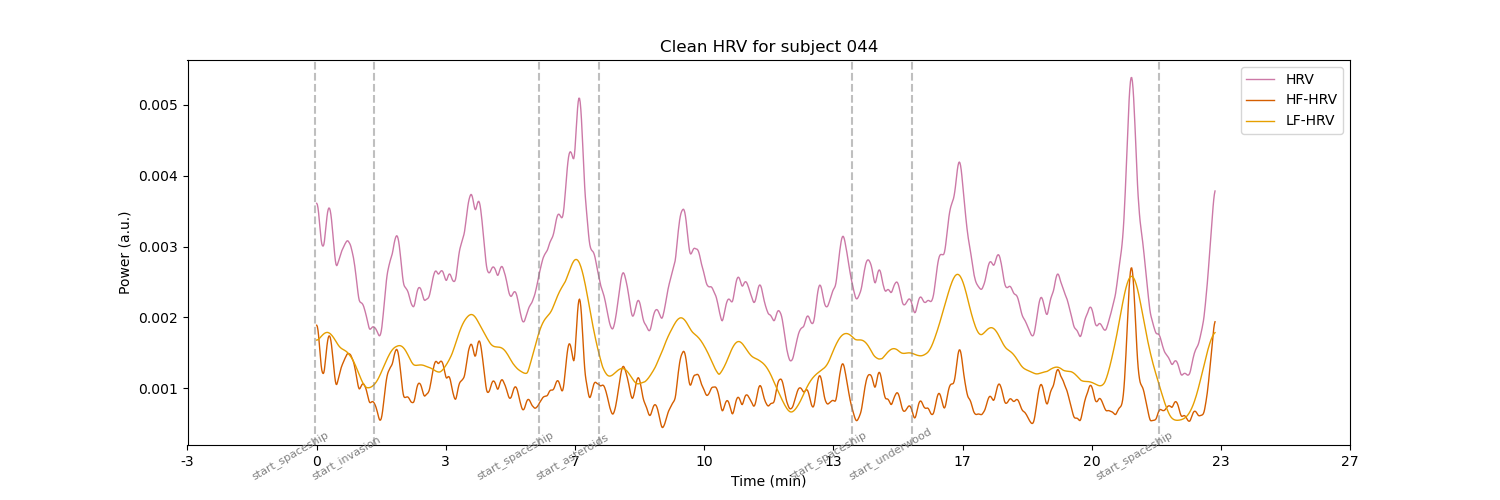 Clean HRV for subject 044
HRV
HF-HRV
LF-HRV
Power (a.u.)
0.005
0.004
0.003
0.002
0.001
-3
0
3
7
10
13
17
20
23
27
start_spaceship
start_invasion
start_spaceship
start_asteroids
start_spaceship
start_underwood
start_spaceship
Time (min)